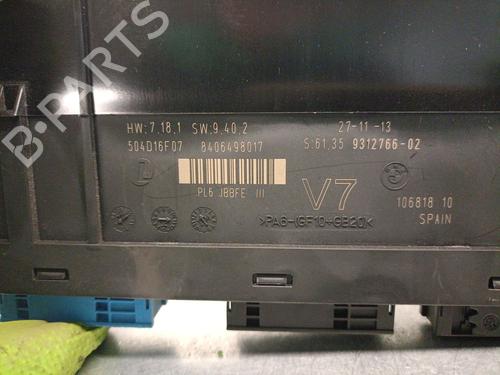 B-PARTS
HW:7.18.1 SW:9.40.2 27-11-13
504D16F07 8406498017 S:61.35 9312766-02
PL6 JBBFE III V7 106818 10
SPAIN
>PA6-(GF10+GB20)<